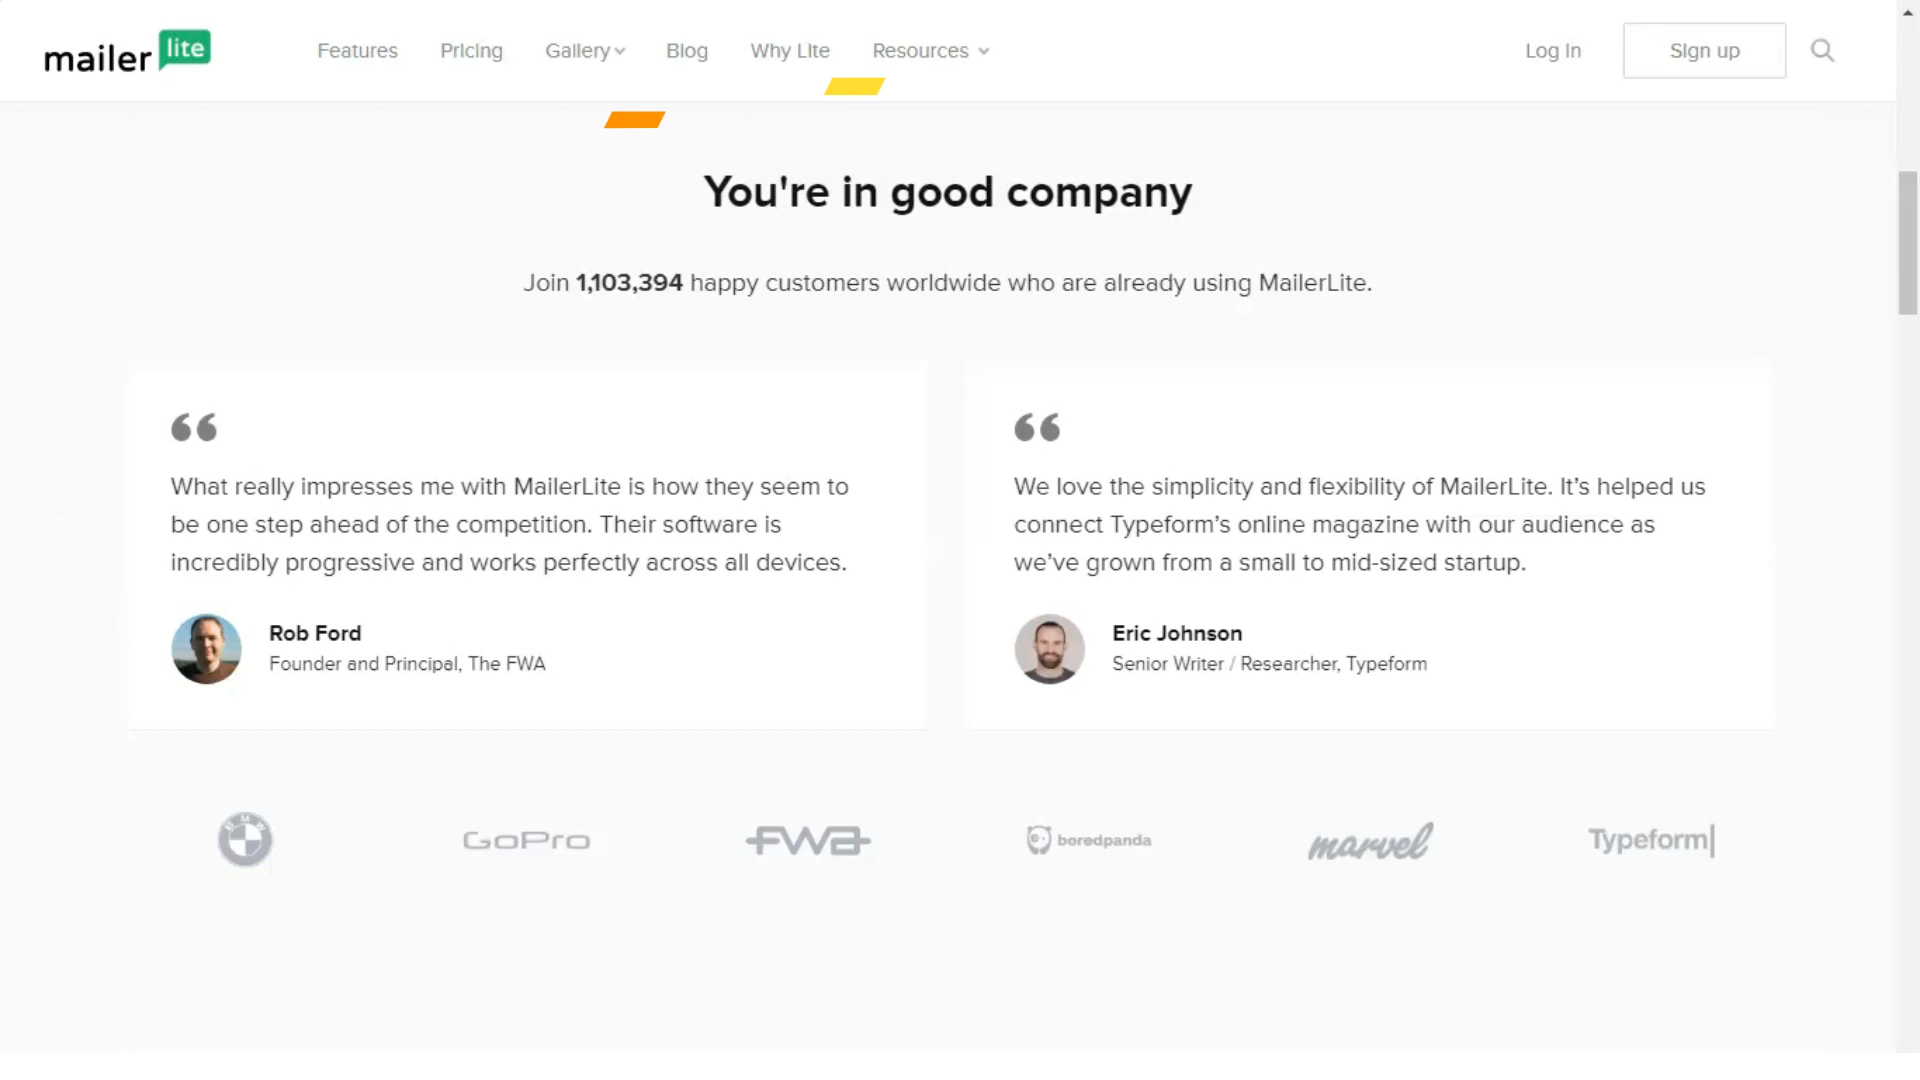 mailer lite
Features Pricing Gallery Blog Why Lite Resources Log in Sign up
You're in good company
Join 1,103,394 happy customers worldwide who are already using MailerLite.
What really impresses me with MailerLite is how they seem to
be one step ahead of the competition. Their software is
incredibly progressive and works perfectly across all devices.
Rob Ford
Founder and Principal, The FWA
We love the simplicity and flexibility of MailerLite. It’s helped us
connect Typeform’s online magazine with our audience as
we’ve grown from a small to mid-sized startup.
Eric Johnson
Senior Writer / Researcher, Typeform
BMW GoPro FWA boredpanda marvel Typeform